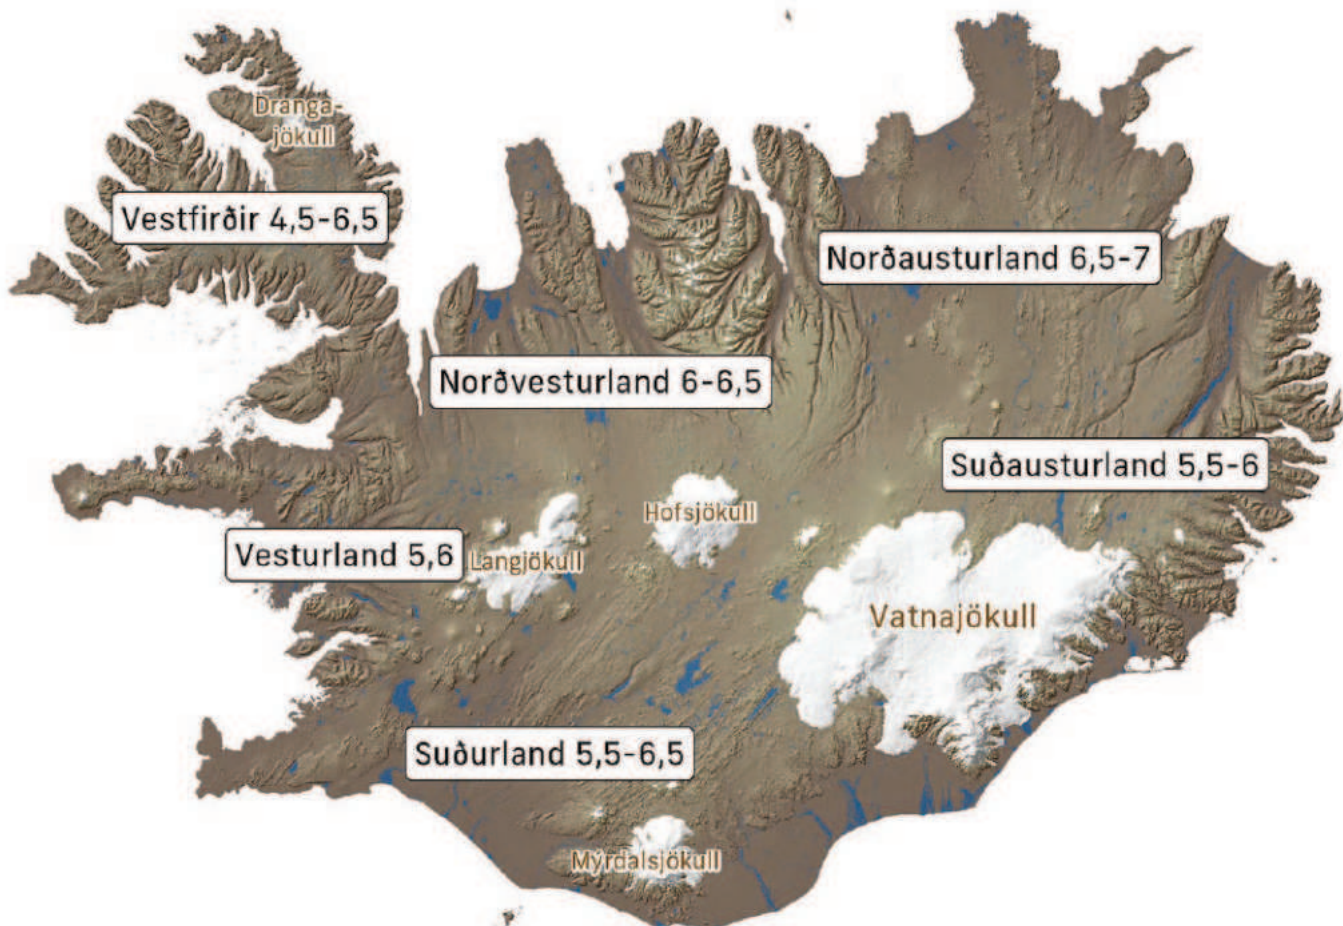 Dranga-
jökull
Vestfirðir 4,5-6,5
Norðausturland 6,5-7
Norðvesturland 6-6,5
Suðausturland 5,5-6
Hofsjökull
Vesturland 5,6
Langjökull
Vatnajökull
Suðurland 5,5-6,5
Mýrdalsjökull